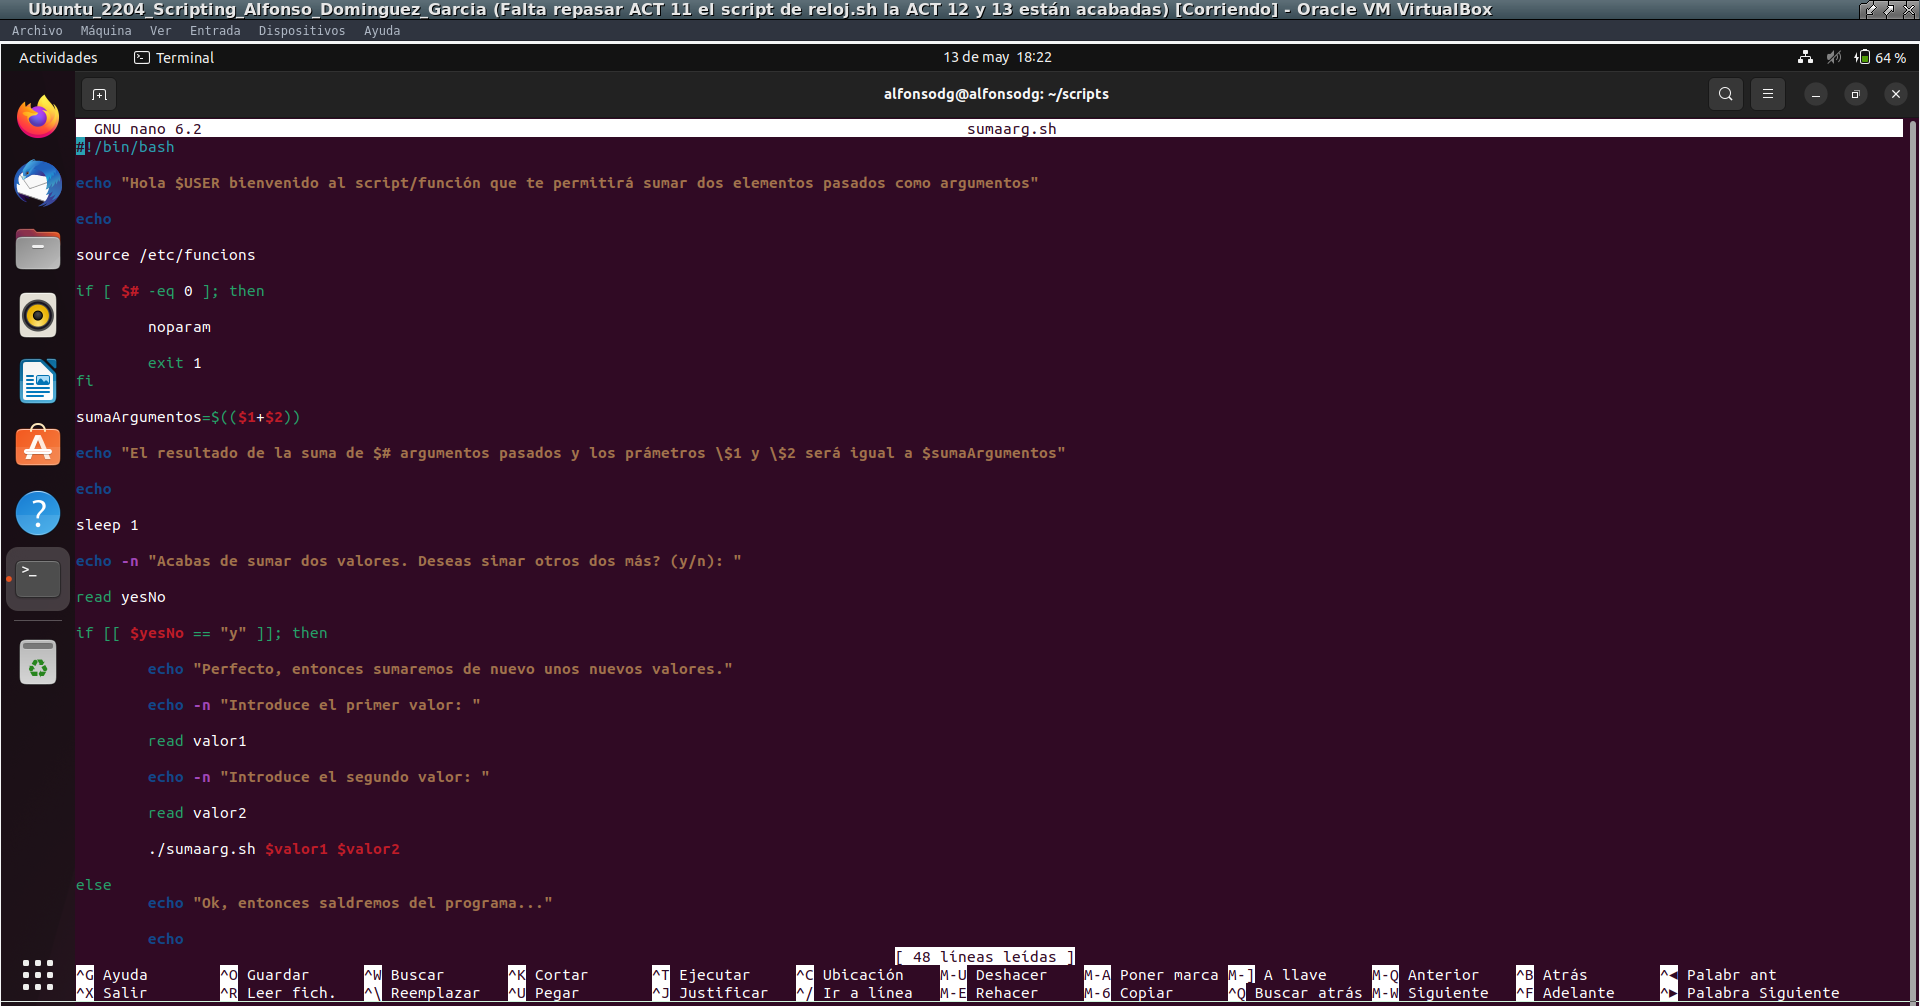 Ubuntu_2204_Scripting_Alfonso_Dominguez_Garcia (Falta repasar ACT 11 el script de reloj.sh la ACT 12 y 13 están acabadas) [Corriendo] - Oracle VM VirtualBox
Archivo Máquina Ver Entrada Dispositivos Ayuda
Actividades Terminal 13 de may 18:22 64 %
alfonsodg@alfonsodg: ~/scripts
GNU nano 6.2 sumaarg.sh
#!/bin/bash
echo "Hola $USER bienvenido al script/función que te permitirá sumar dos elementos pasados como argumentos"
echo
source /etc/funcions
if [ $# -eq 0 ]; then
noparam
exit 1
fi
sumaArgumentos=$(($1+$2))
echo "El resultado de la suma de $# argumentos pasados y los prámetros \$1 y \$2 será igual a $sumaArgumentos"
echo
sleep 1
echo -n "Acabas de sumar dos valores. Deseas simar otros dos más? (y/n): "
read yesNo
if [[ $yesNo == "y" ]]; then
echo "Perfecto, entonces sumaremos de nuevo unos nuevos valores."
echo -n "Introduce el primer valor: "
read valor1
echo -n "Introduce el segundo valor: "
read valor2
./sumaarg.sh $valor1 $valor2
else
echo "Ok, entonces saldremos del programa..."
echo
[ 48 líneas leídas ]
^G Ayuda ^O Guardar ^W Buscar ^K Cortar ^T Ejecutar ^C Ubicación M-U Deshacer M-A Poner marca M-] A llave M-Q Anterior ^B Atrás ^◀ Palabr ant
^X Salir ^R Leer fich. ^\ Reemplazar ^U Pegar ^J Justificar ^/ Ir a línea M-E Rehacer M-6 Copiar ^Q Buscar atrás M-W Siguiente ^F Adelante ^▶ Palabra Siguiente